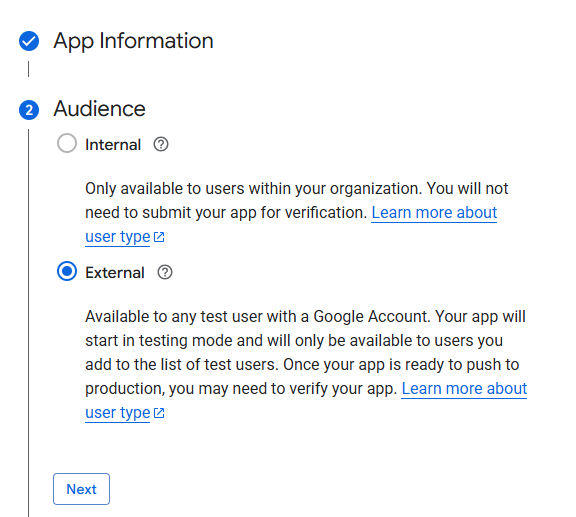 App Information
2 Audience
Internal
Only available to users within your organization. You will not
need to submit your app for verification. Learn more about
user type
External
Available to any test user with a Google Account. Your app will
start in testing mode and will only be available to users you
add to the list of test users. Once your app is ready to push to
production, you may need to verify your app. Learn more about
user type
Next